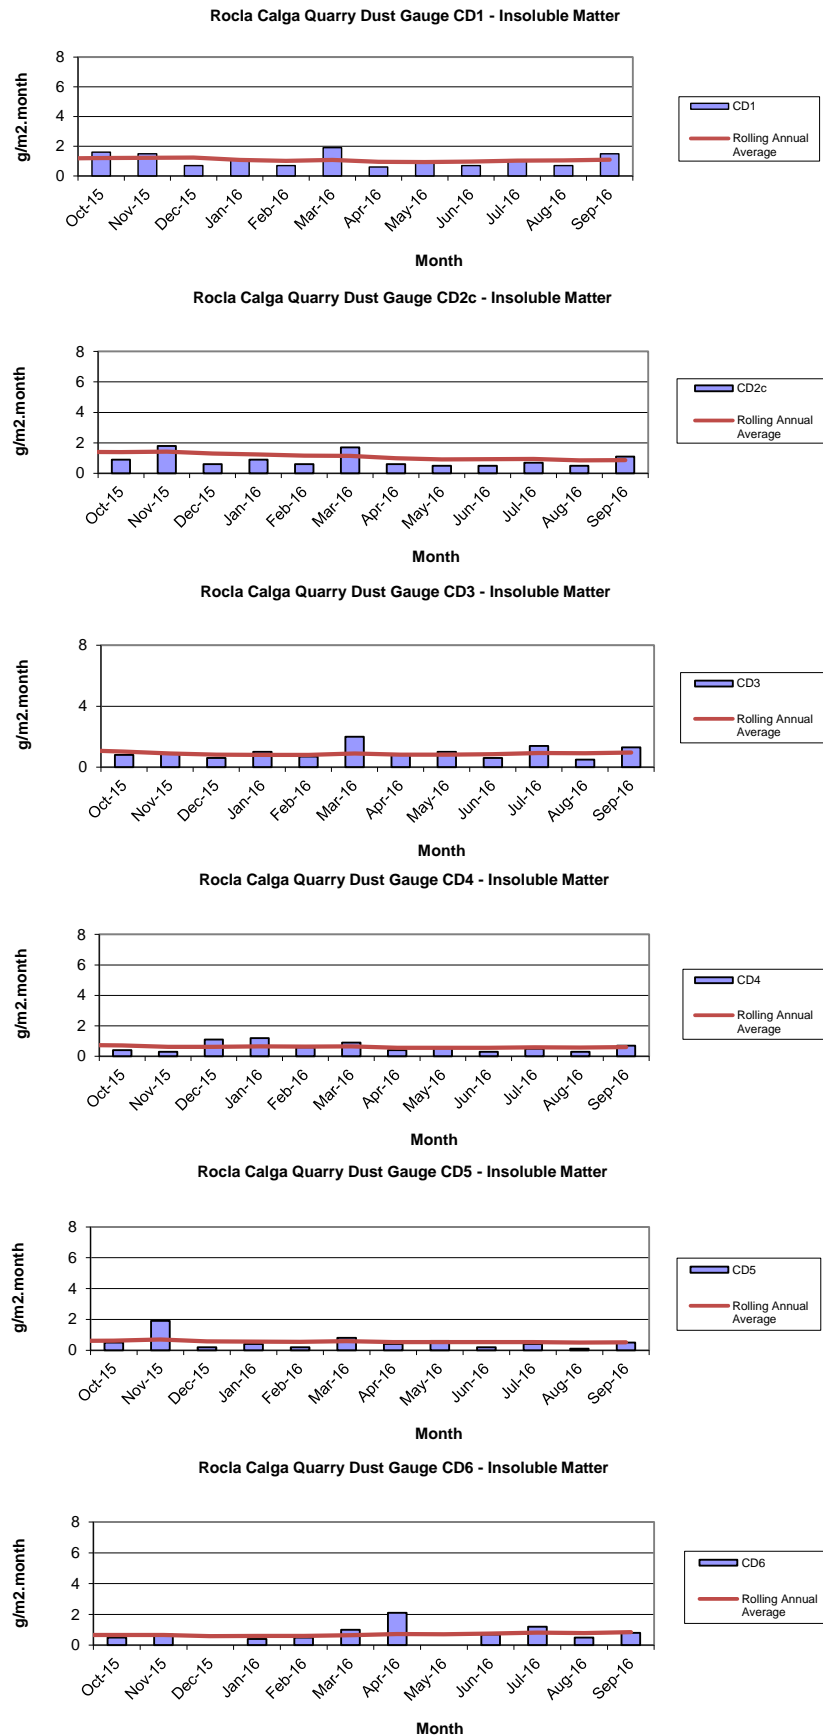 Rocla Calga Quarry Dust Gauge CD1 - Insoluble Matter
g/m2.month
8
6
4
2
0
Oct-15 Nov-15 Dec-15 Jan-16 Feb-16 Mar-16 Apr-16 May-16 Jun-16 Jul-16 Aug-16 Sep-16
Month
CD1
Rolling Annual
Average
Rocla Calga Quarry Dust Gauge CD2c - Insoluble Matter
g/m2.month
8
6
4
2
0
Oct-15 Nov-15 Dec-15 Jan-16 Feb-16 Mar-16 Apr-16 May-16 Jun-16 Jul-16 Aug-16 Sep-16
Month
CD2c
Rolling Annual
Average
Rocla Calga Quarry Dust Gauge CD3 - Insoluble Matter
g/m2.month
8
4
0
Oct-15 Nov-15 Dec-15 Jan-16 Feb-16 Mar-16 Apr-16 May-16 Jun-16 Jul-16 Aug-16 Sep-16
Month
CD3
Rolling Annual
Average
Rocla Calga Quarry Dust Gauge CD4 - Insoluble Matter
g/m2.month
8
6
4
2
0
Oct-15 Nov-15 Dec-15 Jan-16 Feb-16 Mar-16 Apr-16 May-16 Jun-16 Jul-16 Aug-16 Sep-16
Month
CD4
Rolling Annual
Average
Rocla Calga Quarry Dust Gauge CD5 - Insoluble Matter
g/m2.month
8
6
4
2
0
Oct-15 Nov-15 Dec-15 Jan-16 Feb-16 Mar-16 Apr-16 May-16 Jun-16 Jul-16 Aug-16 Sep-16
Month
CD5
Rolling Annual
Average
Rocla Calga Quarry Dust Gauge CD6 - Insoluble Matter
g/m2.month
8
6
4
2
0
Oct-15 Nov-15 Dec-15 Jan-16 Feb-16 Mar-16 Apr-16 May-16 Jun-16 Jul-16 Aug-16 Sep-16
Month
CD6
Rolling Annual
Average